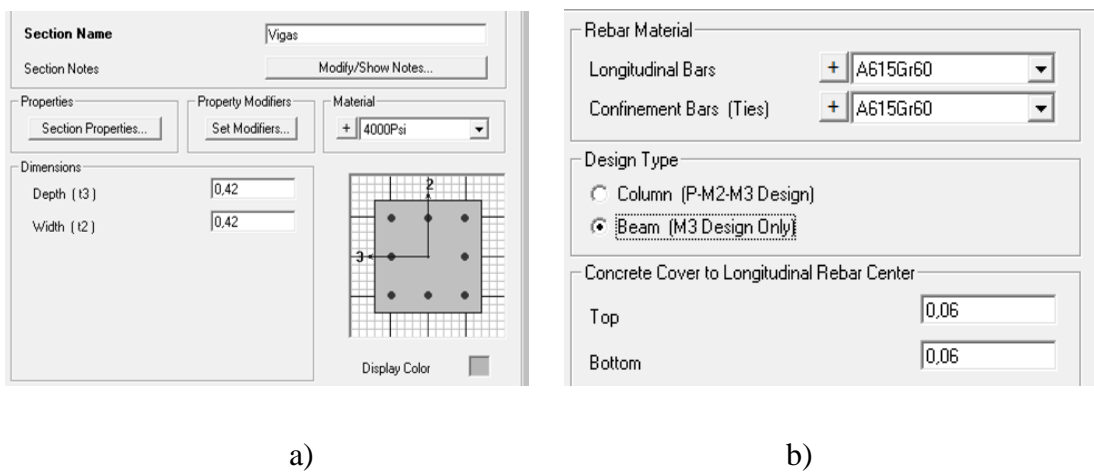 Section Name Vigas
Section Notes Modify/Show Notes...
Properties Property Modifiers Material
Section Properties... Set Modifiers... + 4000Psi
Dimensions
Depth ( t3 ) 0,42
Width ( t2 ) 0,42
2
3
Display Color
Rebar Material
Longitudinal Bars + A615Gr60
Confinement Bars (Ties) + A615Gr60
Design Type
Column (P-M2-M3 Design)
Beam (M3 Design Only)
Concrete Cover to Longitudinal Rebar Center
Top 0,06
Bottom 0,06
a) b)